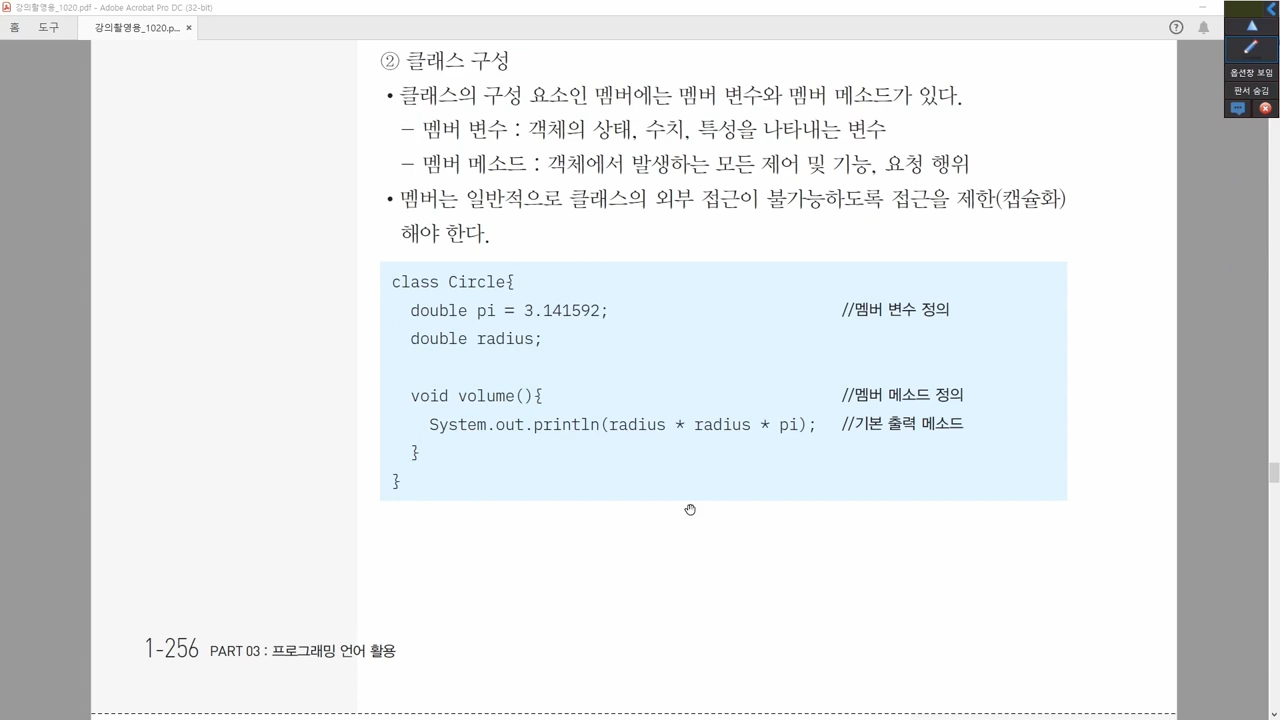 강의촬영용_1020.pdf - Adobe Acrobat Pro DC (32-bit)
홈 도구 강의촬영용_1020.p... ×
옵션창 보임
판서 숨김
② 클래스 구성
• 클래스의 구성 요소인 멤버에는 멤버 변수와 멤버 메소드가 있다.
– 멤버 변수 : 객체의 상태, 수치, 특성을 나타내는 변수
– 멤버 메소드 : 객체에서 발생하는 모든 제어 및 기능, 요청 행위
• 멤버는 일반적으로 클래스의 외부 접근이 불가능하도록 접근을 제한(캡슐화)
해야 한다.
class Circle{
double pi = 3.141592; //멤버 변수 정의
double radius;
void volume(){ //멤버 메소드 정의
System.out.println(radius * radius * pi); //기본 출력 메소드
}
}
1-256 PART 03 : 프로그래밍 언어 활용